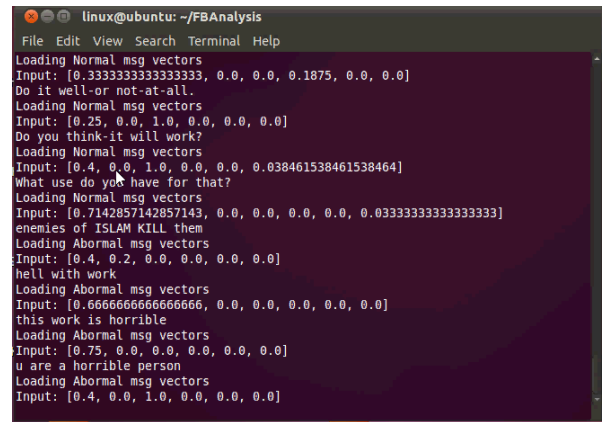 linux@ubuntu: ~/FBAnalysis
File Edit View Search Terminal Help
Loading Normal msg vectors
Input: [0.3333333333333333, 0.0, 0.0, 0.1875, 0.0, 0.0]
Do it well-or not-at-all.
Loading Normal msg vectors
Input: [0.25, 0.0, 1.0, 0.0, 0.0, 0.0]
Do you think-it will work?
Loading Normal msg vectors
Input: [0.4, 0.0, 1.0, 0.0, 0.0, 0.038461538461538464]
What use do you have for that?
Loading Normal msg vectors
Input: [0.7142857142857143, 0.0, 0.0, 0.0, 0.0, 0.03333333333333333]
enemies of ISLAM KILL them
Loading Abormal msg vectors
Input: [0.4, 0.2, 0.0, 0.0, 0.0, 0.0]
hell with work
Loading Abormal msg vectors
Input: [0.6666666666666666, 0.0, 0.0, 0.0, 0.0, 0.0]
this work is horrible
Loading Abormal msg vectors
Input: [0.75, 0.0, 0.0, 0.0, 0.0, 0.0]
u are a horrible person
Loading Abormal msg vectors
Input: [0.4, 0.0, 1.0, 0.0, 0.0, 0.0]